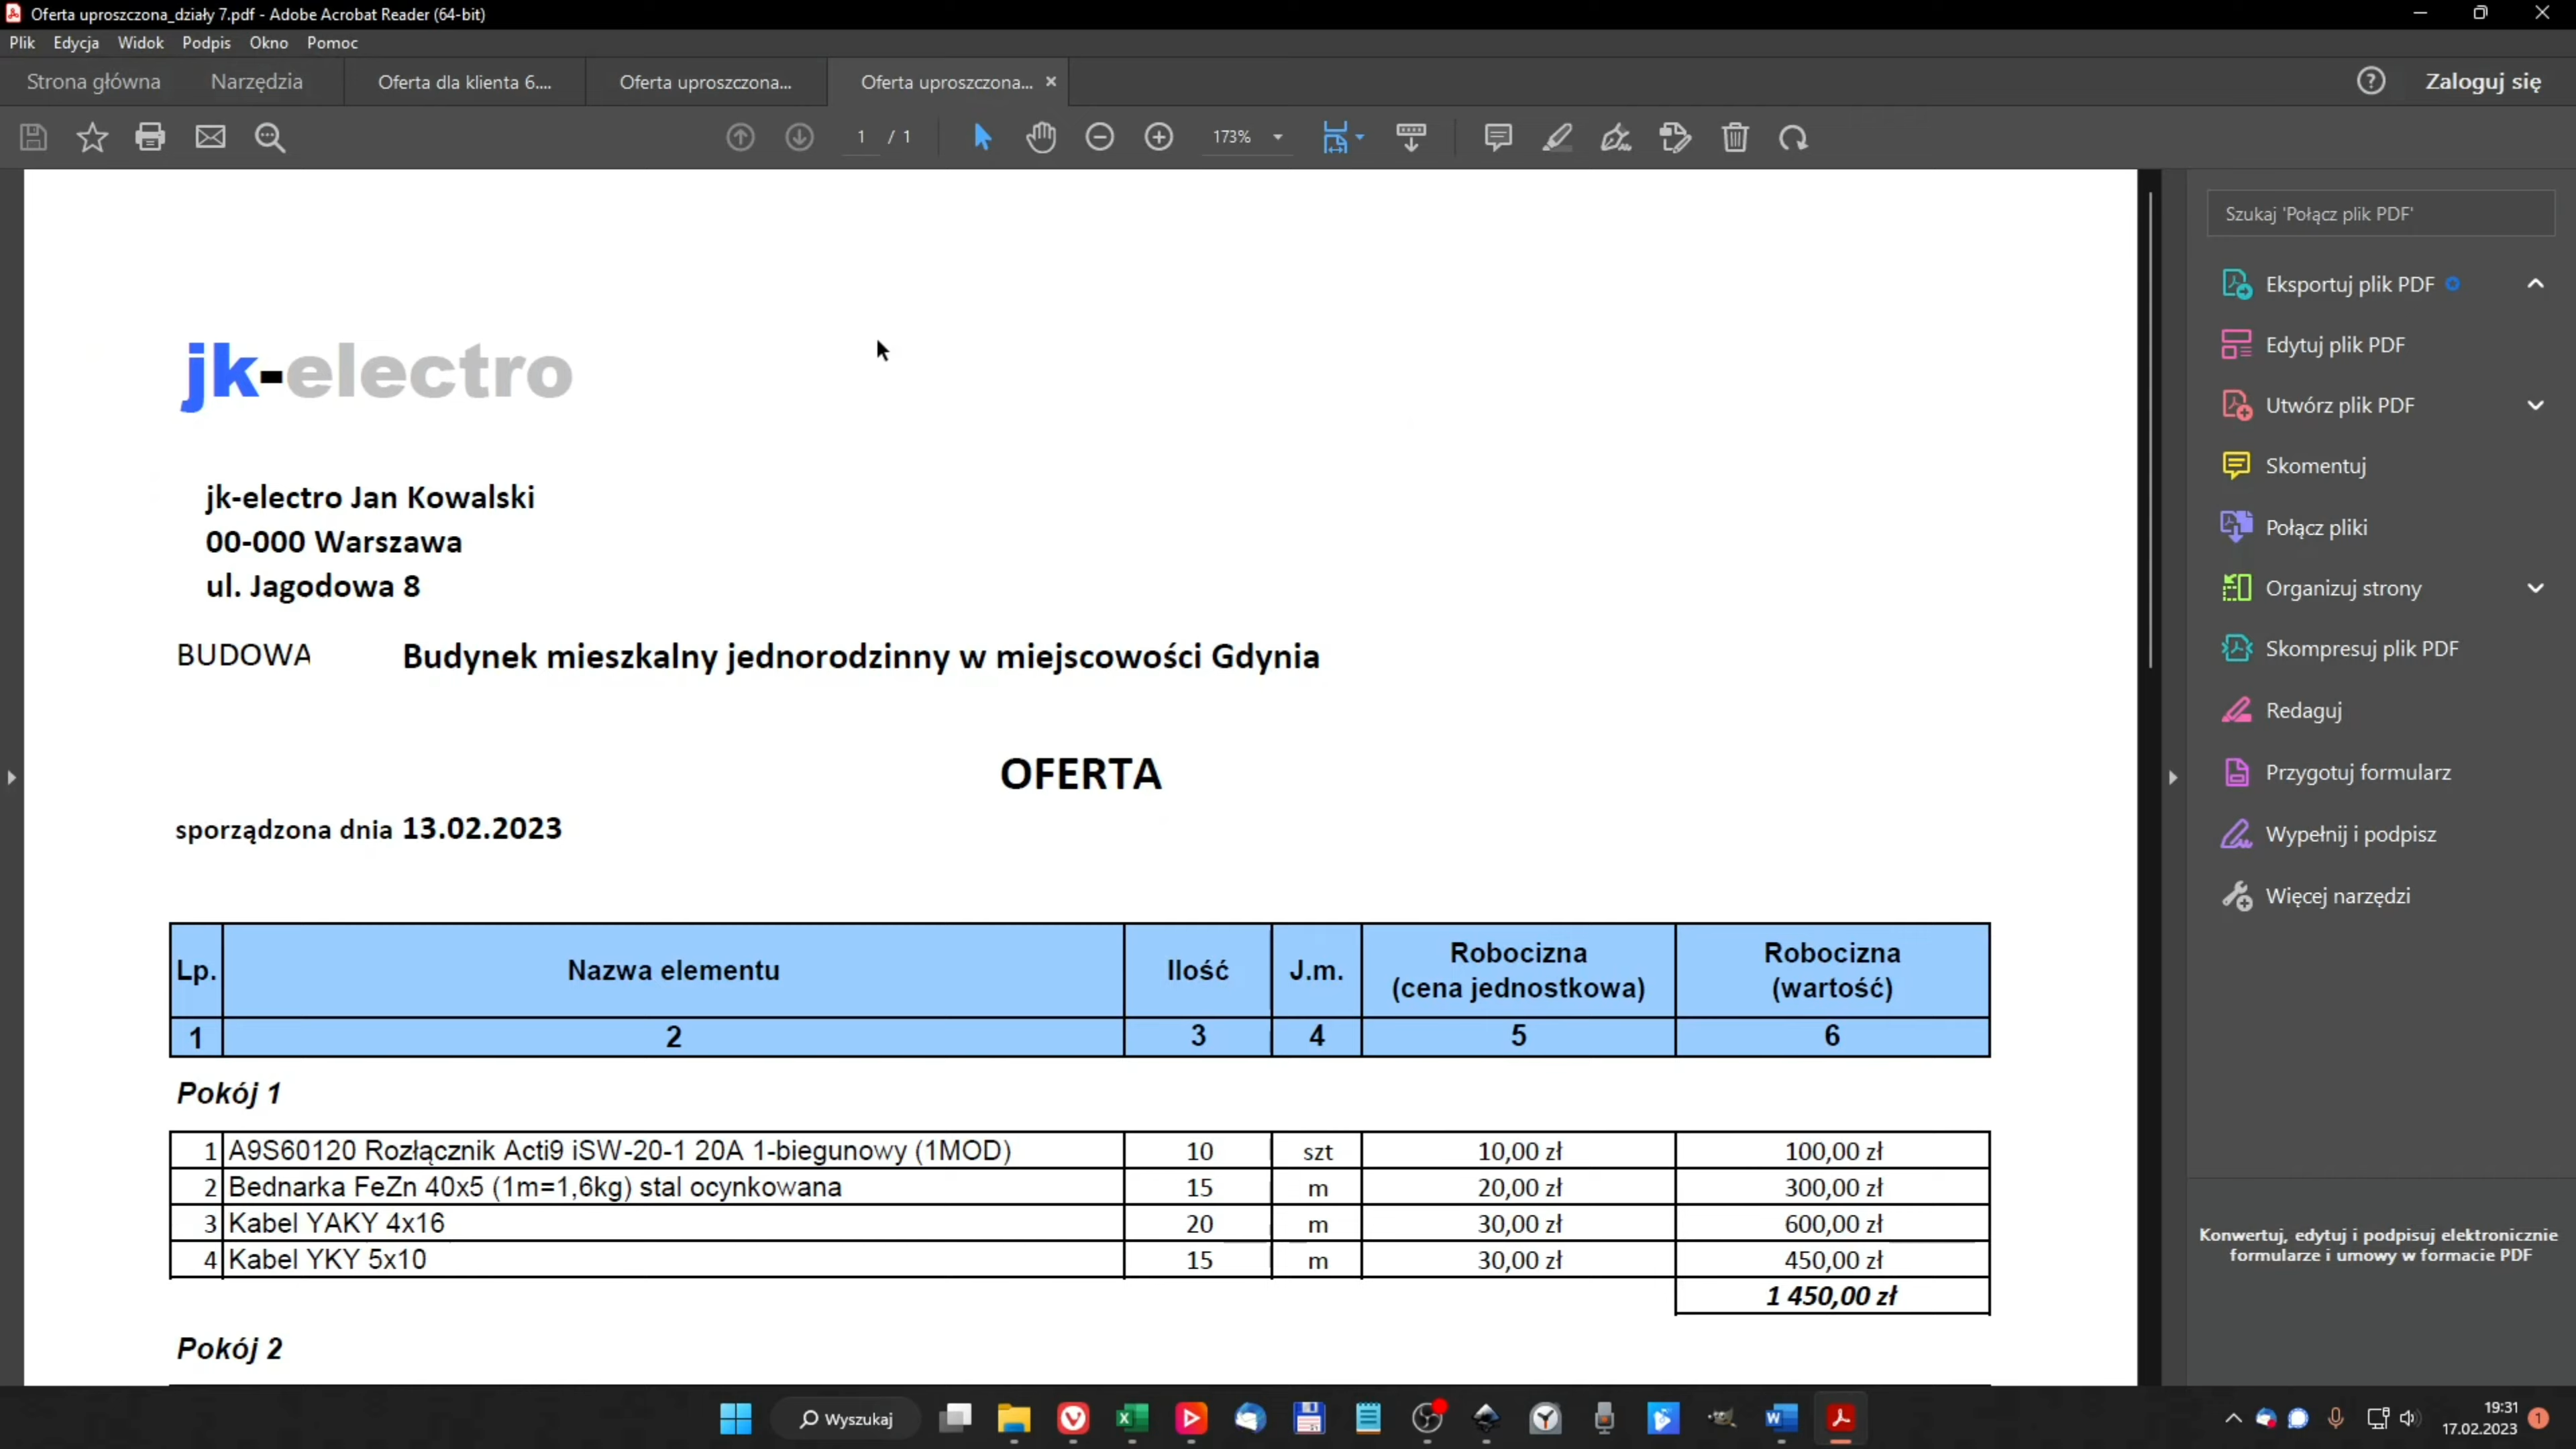 Oferta uproszczona_działy 7.pdf - Adobe Acrobat Reader (64-bit)
Plik Edycja Widok Podpis Okno Pomoc
Strona główna Narzędzia Oferta dla klienta 6.... Oferta uproszczona... Oferta uproszczona... Zaloguj się
1 / 1 173%
Szukaj 'Połącz plik PDF'
Eksportuj plik PDF
Edytuj plik PDF
Utwórz plik PDF
Skomentuj
Połącz pliki
Organizuj strony
Skompresuj plik PDF
Redaguj
Przygotuj formularz
Wypełnij i podpisz
Więcej narzędzi
Konwertuj, edytuj i podpisuj elektronicznie
formularze i umowy w formacie PDF
jk-electro
jk-electro Jan Kowalski
00-000 Warszawa
ul. Jagodowa 8
BUDOWA Budynek mieszkalny jednorodzinny w miejscowości Gdynia
OFERTA
sporządzona dnia 13.02.2023
Lp. Nazwa elementu Ilość J.m. Robocizna (cena jednostkowa) Robocizna (wartość)
1 2 3 4 5 6
Pokój 1
1 A9S60120 Rozłącznik Acti9 iSW-20-1 20A 1-biegunowy (1MOD) 10 szt 10,00 zł 100,00 zł
2 Bednarka FeZn 40x5 (1m=1,6kg) stal ocynkowana 15 m 20,00 zł 300,00 zł
3 Kabel YAKY 4x16 20 m 30,00 zł 600,00 zł
4 Kabel YKY 5x10 15 m 30,00 zł 450,00 zł
1 450,00 zł
Pokój 2
Wyszukaj
19:31
17.02.2023
1